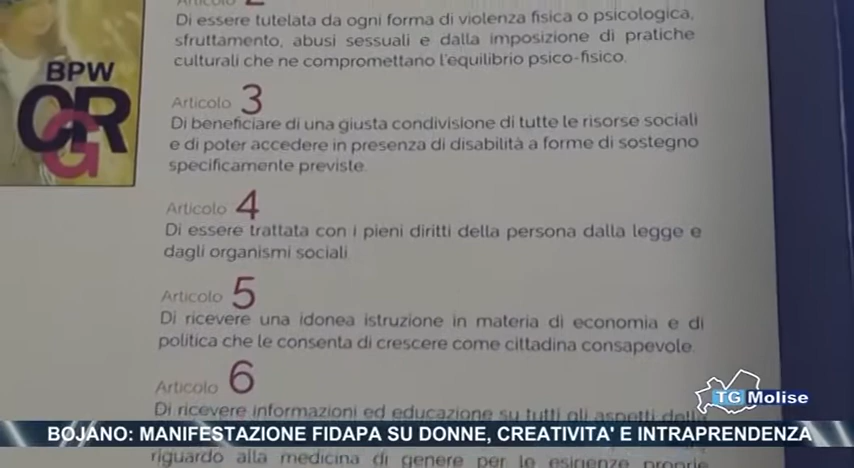 Di essere tutelata da ogni forma di violenza fisica o psicologica,
sfruttamento, abusi sessuali e dalla imposizione di pratiche
culturali che ne compromettano l'equilibrio psico-fisico.
BPW
Articolo 3
Di beneficiare di una giusta condivisione di tutte le risorse sociali
e di poter accedere in presenza di disabilità a forme di sostegno
specificamente previste.
Articolo 4
Di essere trattata con i pieni diritti della persona dalla legge e
dagli organismi sociali.
Articolo 5
Di ricevere una idonea istruzione in materia di economia e di
politica che le consenta di crescere come cittadina consapevole.
Articolo 6
Di ricevere informazioni ed educazione su tutti gli aspetti della
TG Molise
BOJANO: MANIFESTAZIONE FIDAPA SU DONNE, CREATIVITA' E INTRAPRENDENZA
riguardo alla medicina di genere per le esigenze proprie